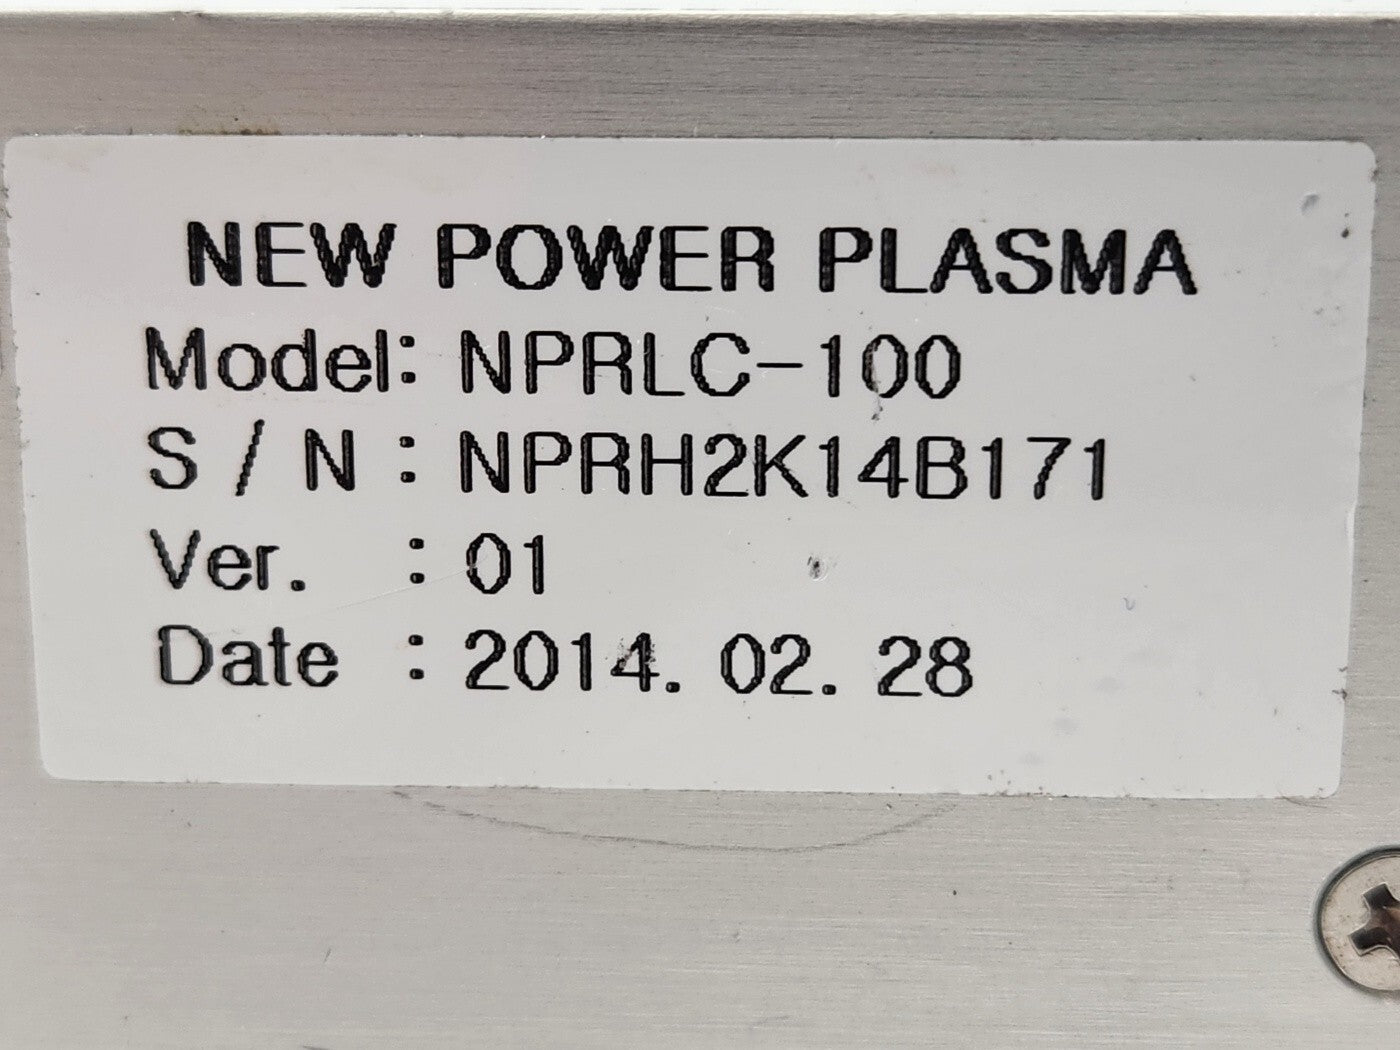 NEW POWER PLASMA
Model: NPRLC-100
S / N : NPRH2K14B171
Ver. : 01
Date : 2014. 02. 28